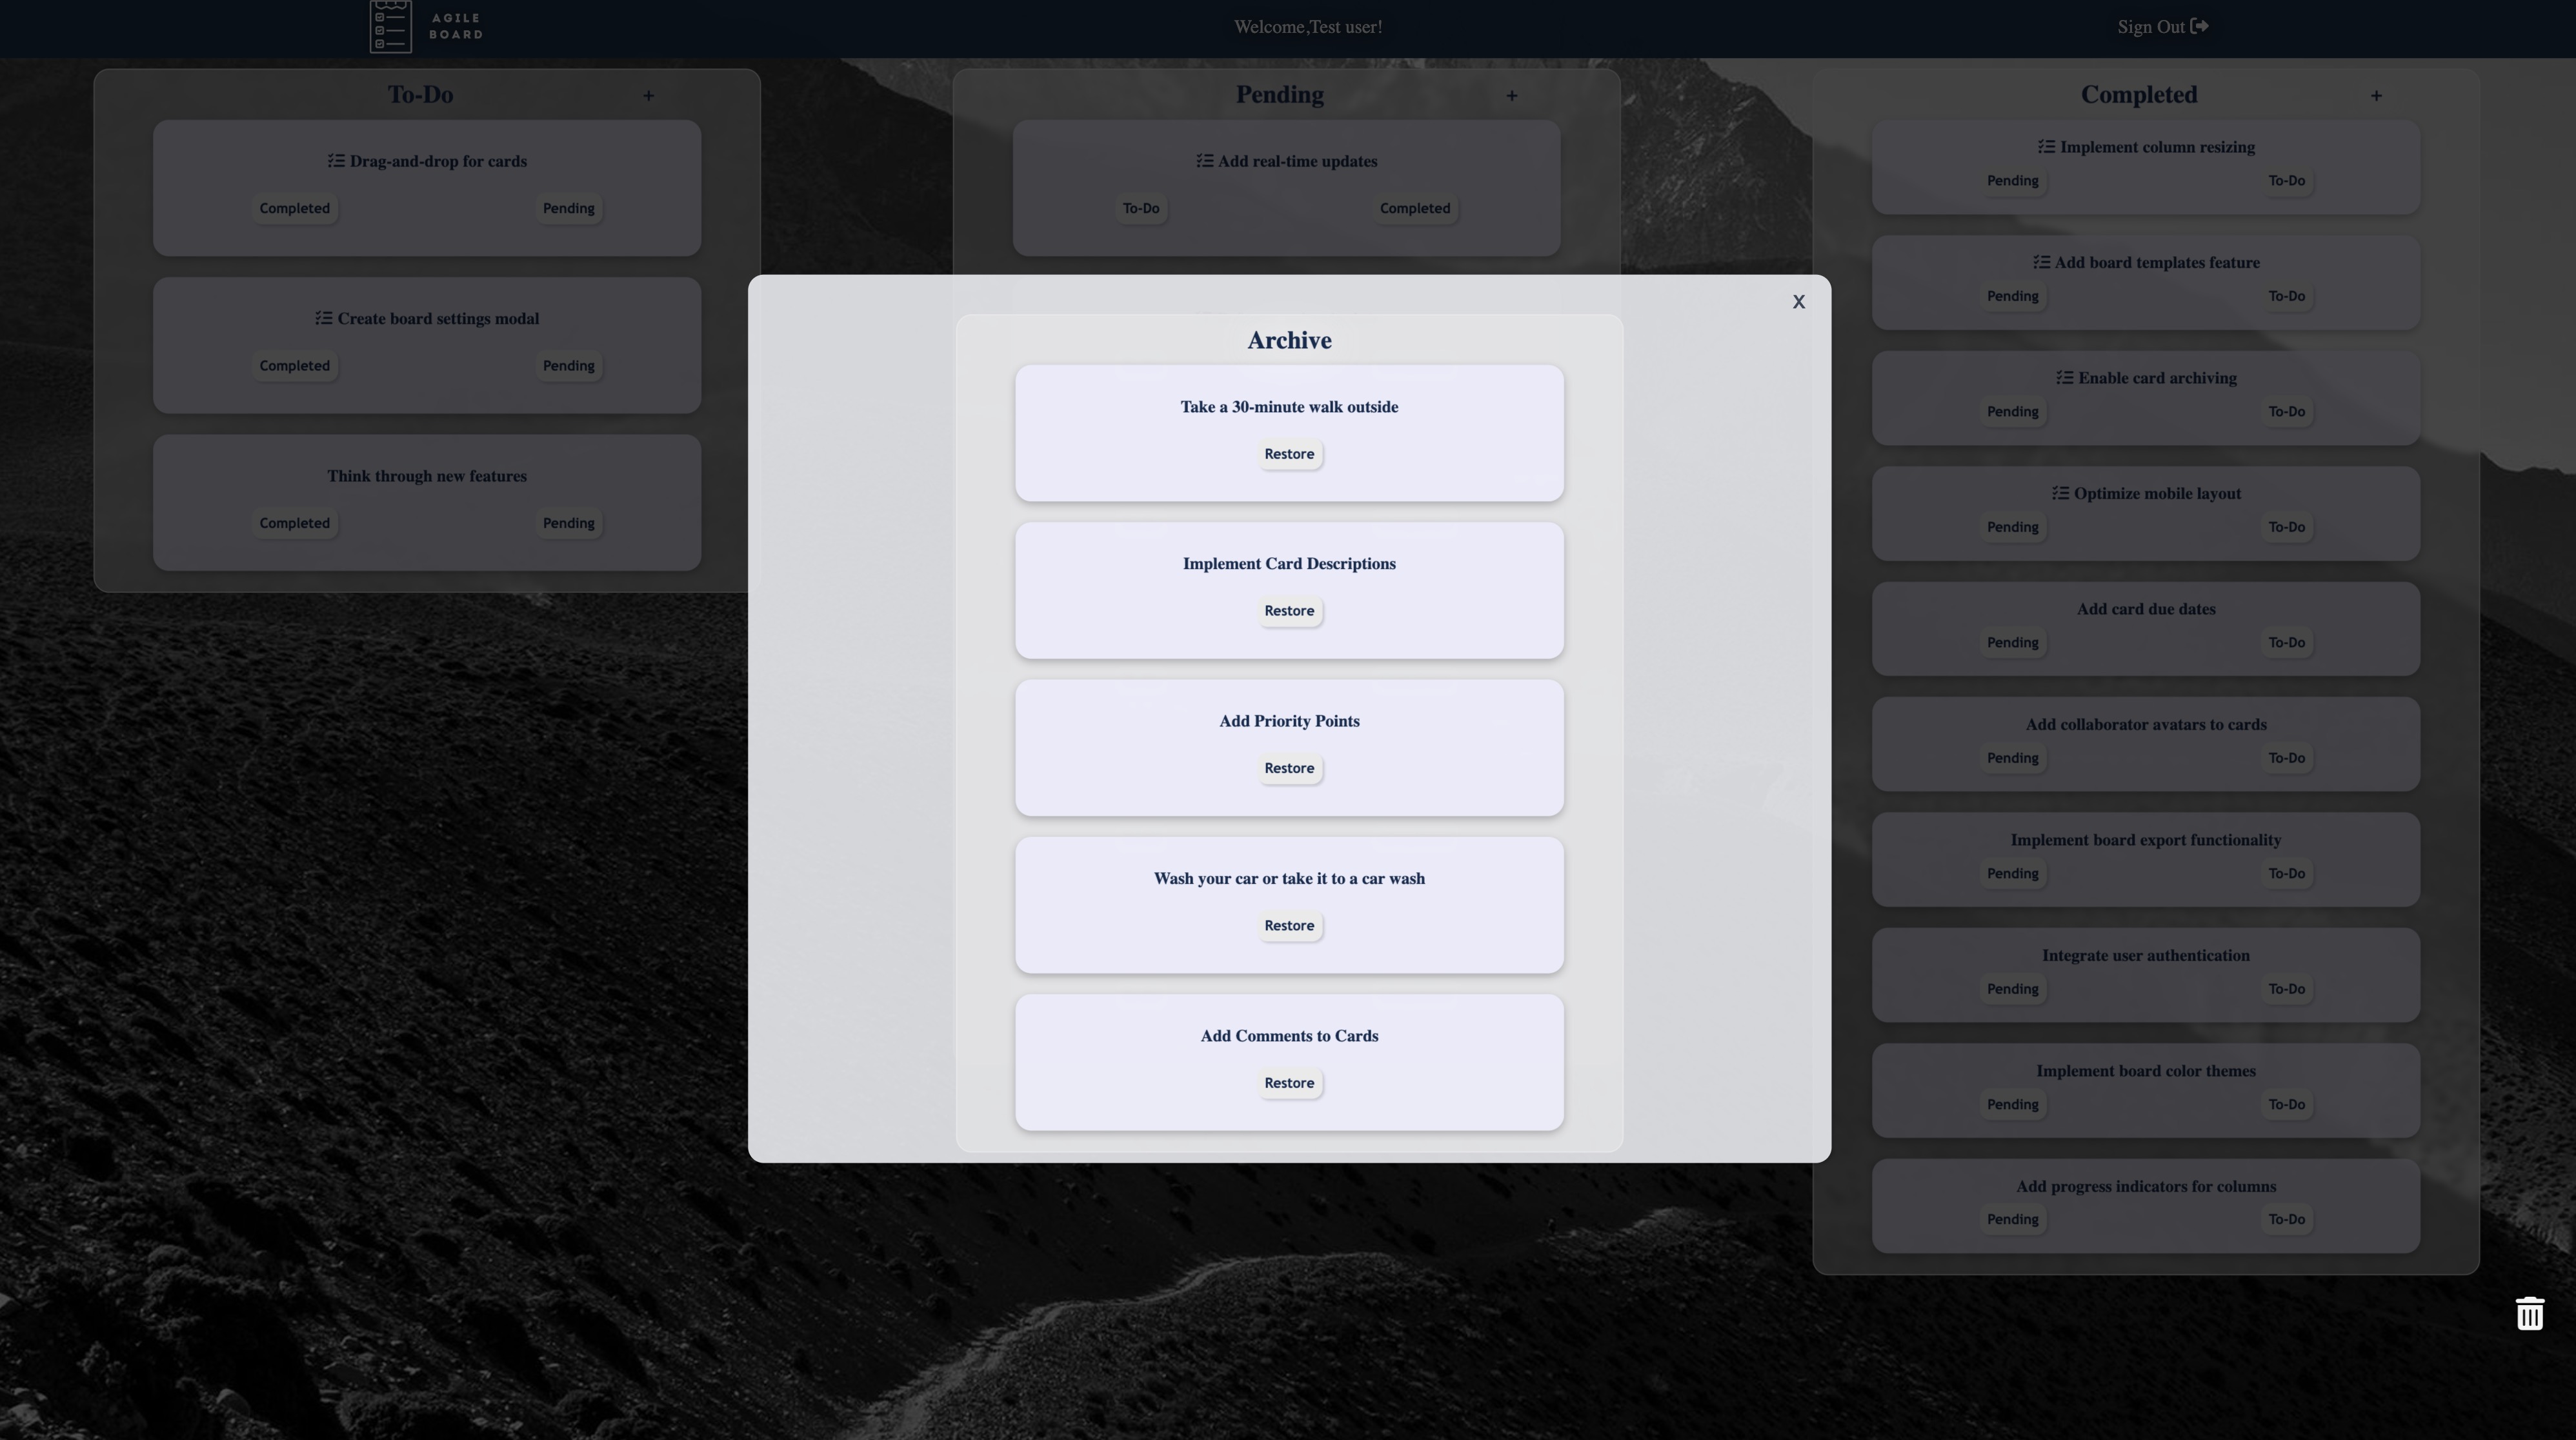 AGILE
BOARD
Welcome,Test user!
Sign Out
To-Do +
Drag-and-drop for cards
Completed Pending
Create board settings modal
Completed Pending
Think through new features
Completed Pending
Pending +
Add real-time updates
To-Do Completed
X
Archive
Take a 30-minute walk outside
Restore
Implement Card Descriptions
Restore
Add Priority Points
Restore
Wash your car or take it to a car wash
Restore
Add Comments to Cards
Restore
Completed +
Implement column resizing
Pending To-Do
Add board templates feature
Pending To-Do
Enable card archiving
Pending To-Do
Optimize mobile layout
Pending To-Do
Add card due dates
Pending To-Do
Add collaborator avatars to cards
Pending To-Do
Implement board export functionality
Pending To-Do
Integrate user authentication
Pending To-Do
Implement board color themes
Pending To-Do
Add progress indicators for columns
Pending To-Do